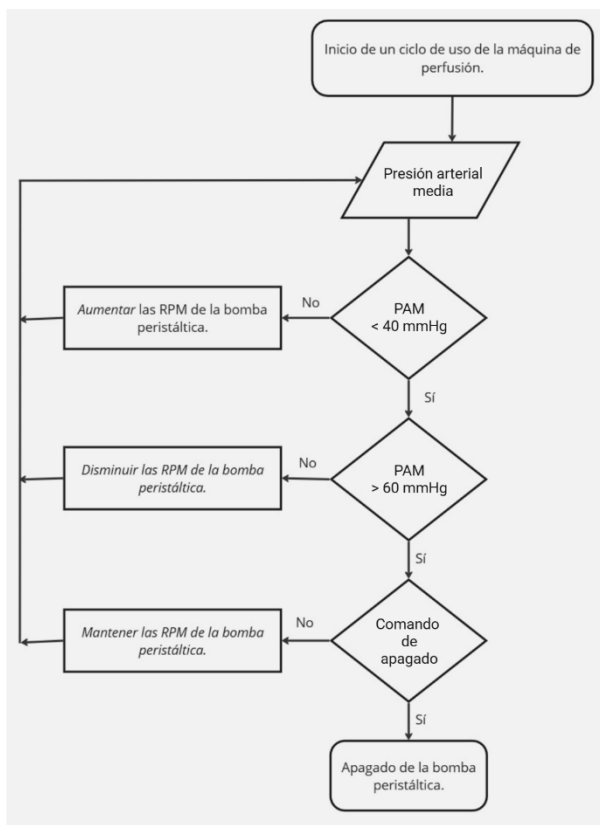 Inicio de un ciclo de uso de la máquina de
perfusión.
Presión arterial
media
Aumentar las RPM de la bomba
peristáltica.
No
PAM
< 40 mmHg
Sí
Disminuir las RPM de la bomba
peristáltica.
No
PAM
> 60 mmHg
Sí
Mantener las RPM de la bomba
peristáltica.
No
Comando
de
apagado
Sí
Apagado de la bomba
peristáltica.